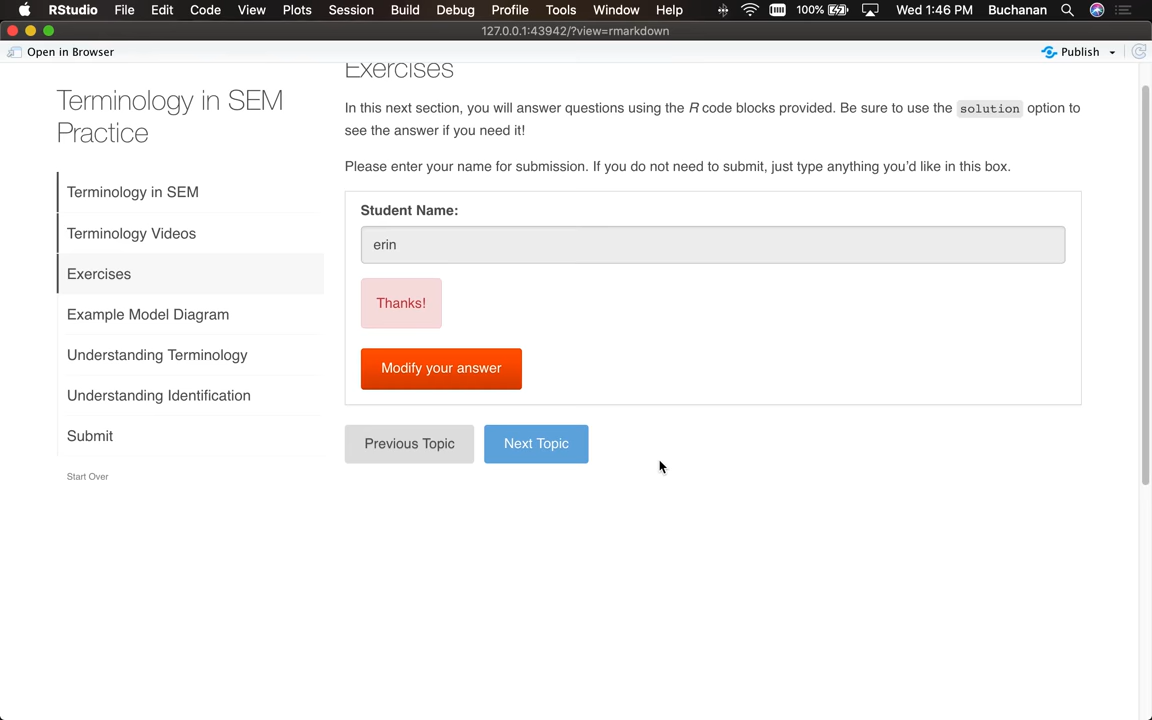 RStudio File Edit Code View Plots Session Build Debug Profile Tools Window Help 100% Wed 1:46 PM Buchanan
127.0.0.1:43942/?view=rmarkdown
Open in Browser Publish
Terminology in SEM
Practice
Terminology in SEM
Terminology Videos
Exercises
Example Model Diagram
Understanding Terminology
Understanding Identification
Submit
Start Over
Exercises
In this next section, you will answer questions using the R code blocks provided. Be sure to use the solution option to
see the answer if you need it!
Please enter your name for submission. If you do not need to submit, just type anything you'd like in this box.
Student Name:
erin
Thanks!
Modify your answer
Previous Topic Next Topic